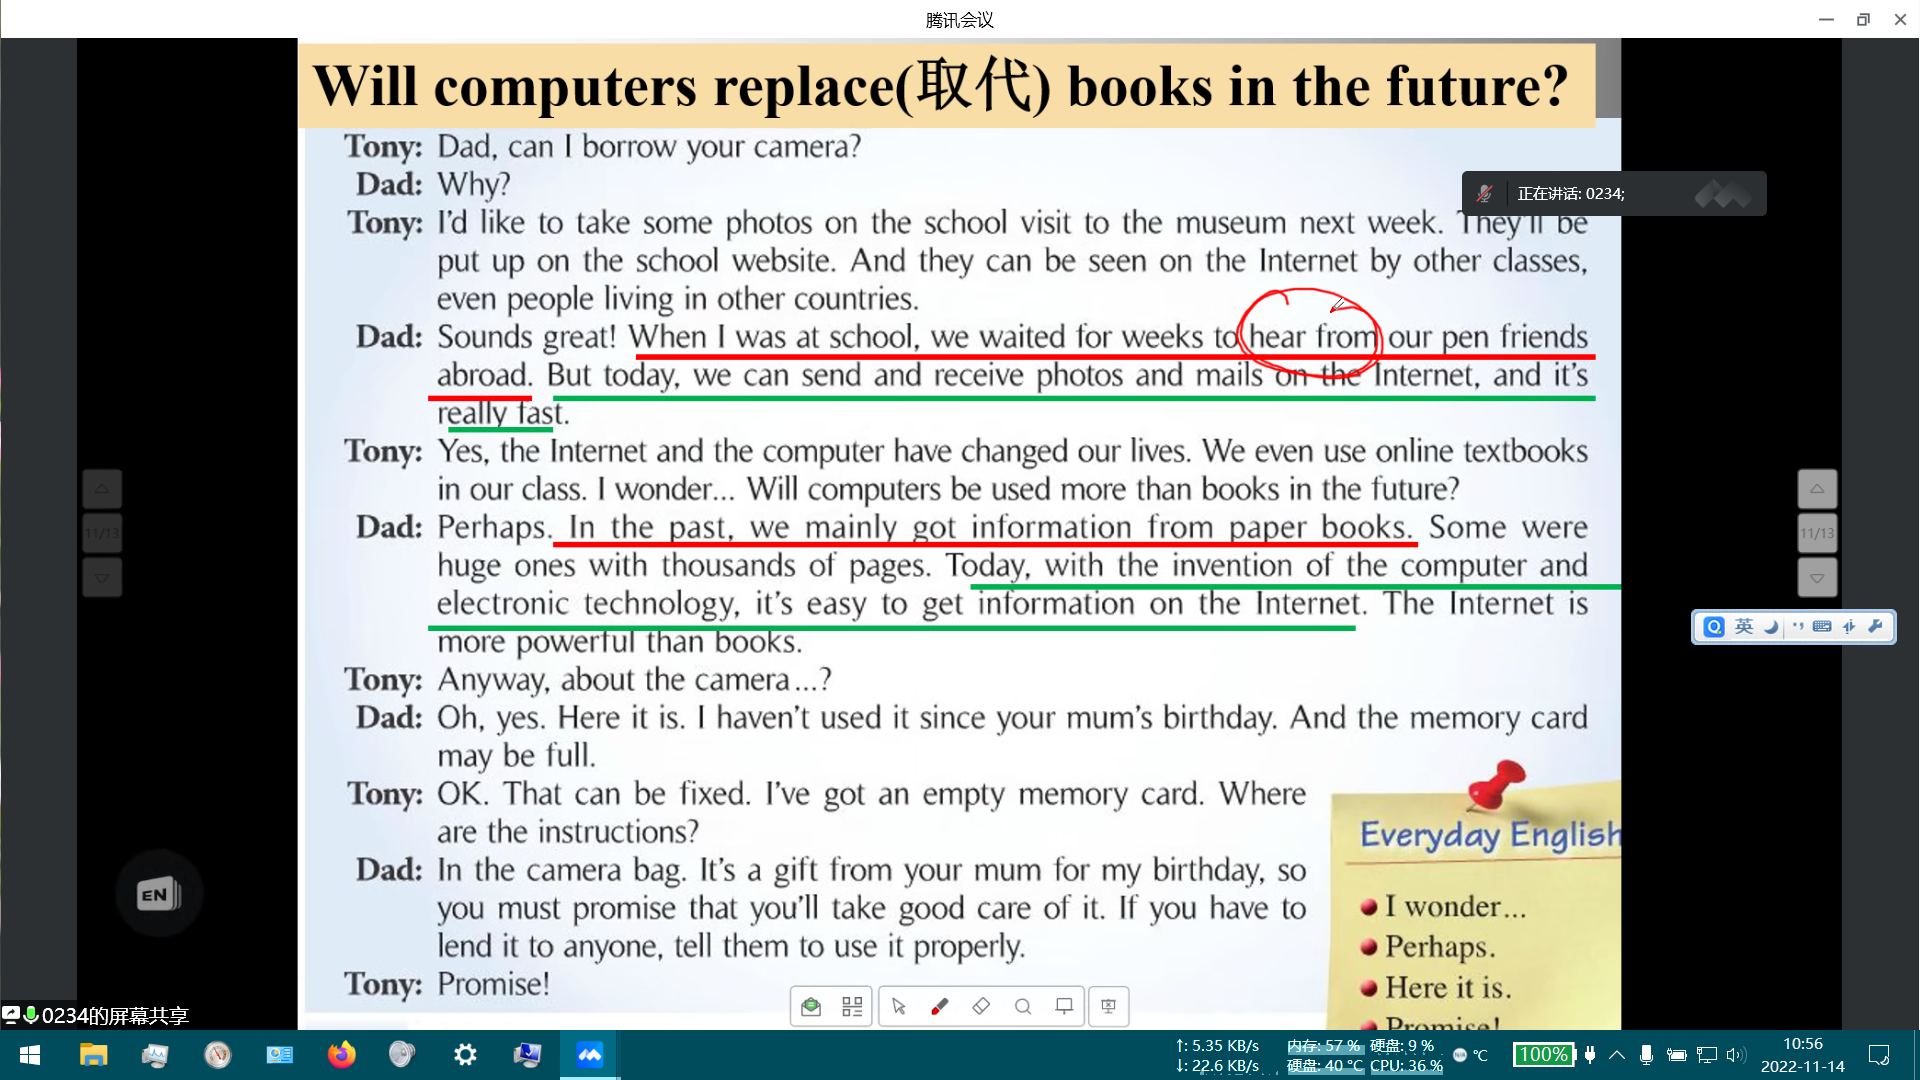 腾讯会议
Will computers replace(取代) books in the future?
Tony: Dad, can I borrow your camera?
Dad: Why?
正在讲话: 0234;
Tony: I'd like to take some photos on the school visit to the museum next week. They'll be
put up on the school website. And they can be seen on the Internet by other classes,
even people living in other countries.
Dad: Sounds great! When I was at school, we waited for weeks to hear from our pen friends
abroad. But today, we can send and receive photos and mails on the Internet, and it's
really fast.
Tony: Yes, the Internet and the computer have changed our lives. We even use online textbooks
in our class. I wonder... Will computers be used more than books in the future?
Dad: Perhaps. In the past, we mainly got information from paper books. Some were
huge ones with thousands of pages. Today, with the invention of the computer and
electronic technology, it's easy to get information on the Internet. The Internet is
more powerful than books.
11/13
11/13
英
Tony: Anyway, about the camera...?
Dad: Oh, yes. Here it is. I haven't used it since your mum's birthday. And the memory card
may be full.
Tony: OK. That can be fixed. I've got an empty memory card. Where
are the instructions?
Dad: In the camera bag. It's a gift from your mum for my birthday, so
you must promise that you'll take good care of it. If you have to
lend it to anyone, tell them to use it properly.
Tony: Promise!
Everyday English
I wonder...
Perhaps.
Here it is.
Promise!
EN
0234的屏幕共享
↑: 5.35 KB/s 内存: 57 % 硬盘: 9 %
↓: 22.6 KB/s 硬盘: 40 °C CPU: 36 %
°C
100%
10:56
2022-11-14